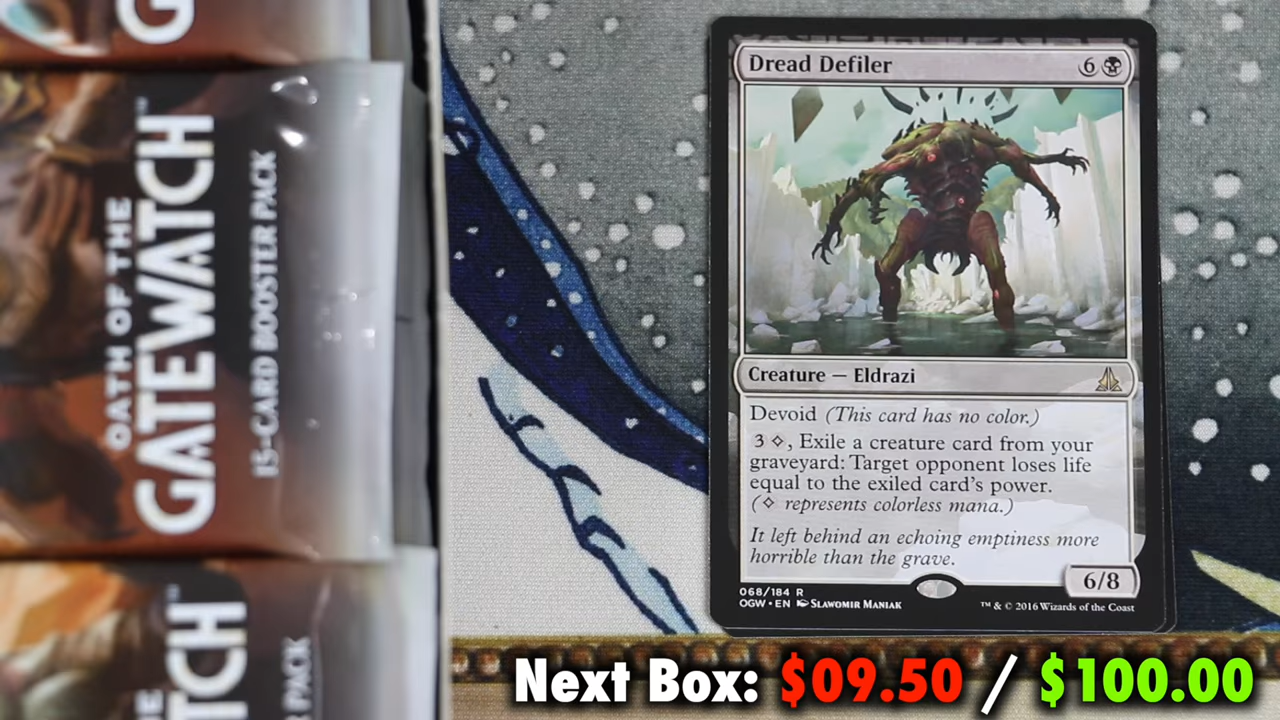 G
OATH OF THE
GATEWATCH™
15-CARD BOOSTER PACK
TCH™
R PACK
Dread Defiler 6
Creature — Eldrazi
Devoid (This card has no color.)
3◇, Exile a creature card from your
graveyard: Target opponent loses life
equal to the exiled card's power.
(◇ represents colorless mana.)
It left behind an echoing emptiness more
horrible than the grave.
6/8
068/184 R
OGW • EN Slawomir Maniak
™ & © 2016 Wizards of the Coast
Next Box: $09.50 / $100.00